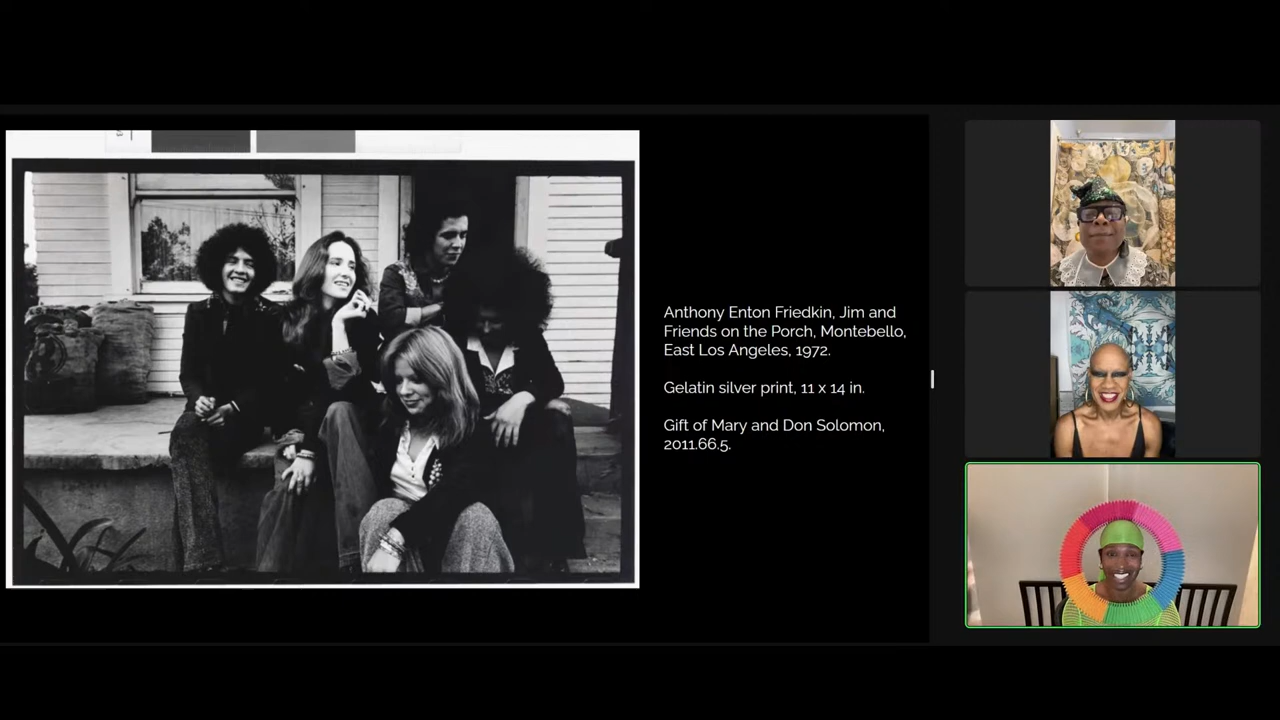 Anthony Enton Friedkin, Jim and
Friends on the Porch, Montebello,
East Los Angeles, 1972.
Gelatin silver print, 11 x 14 in.
Gift of Mary and Don Solomon,
2011.66.5.